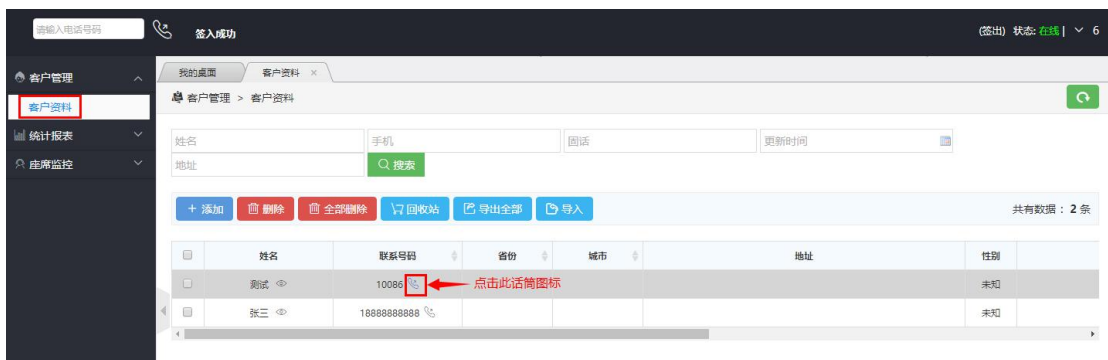 请输入电话号码 签入成功 (签出) 状态: 在线 | 6
客户管理 我的桌面 客户资料 ×
客户资料 客户管理 > 客户资料
统计报表 姓名 手机 固话 更新时间
座席监控 地址 搜索
+ 添加 删除 全部删除 回收站 导出全部 导入 共有数据：2 条
姓名 联系号码 省份 城市 地址 性别
测试 10086 点击此话筒图标 未知
张三 18888888888 未知